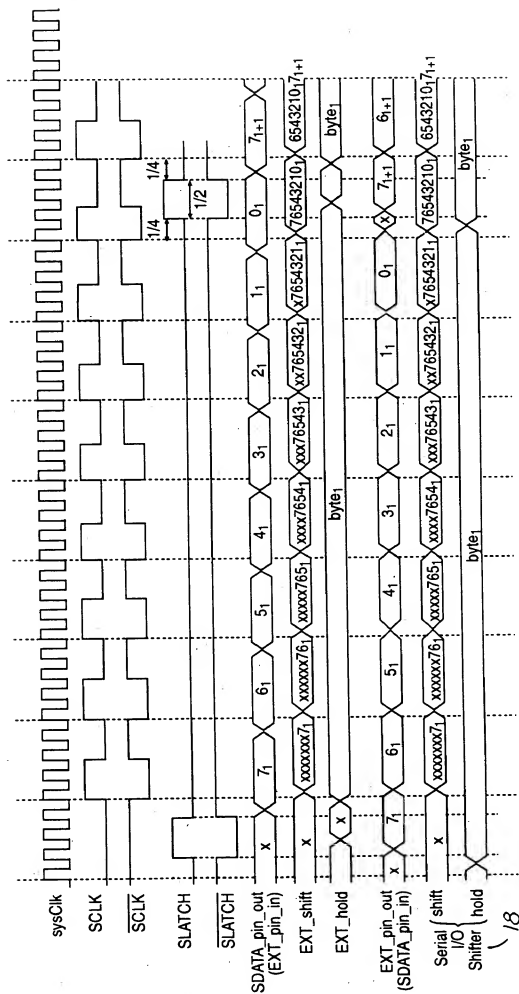 sysClk
SCLK
S̅C̅L̅K̅
SLATCH 1/4 1/2 1/4
S̅L̅A̅T̅C̅H̅
SDATA_pin_out x 7₁ 6₁ 5₁ 4₁ 3₁ 2₁ 1₁ 0₁ 7₁₊₁
(EXT_pin_in)
EXT_shift x xxxxxxx7₁ xxxxxx76₁ xxxxx765₁ xxxx7654₁ xxx76543₁ xx765432₁ x7654321₁ 76543210₁ 6543210₁7₁₊₁
EXT_hold x byte₁ byte₁
EXT_pin_out x 7₁ 6₁ 5₁ 4₁ 3₁ 2₁ 1₁ 0₁ x 7₁₊₁ 6₁₊₁
(SDATA_pin_in)
Serial I/O Shifter
shift x xxxxxxx7₁ xxxxxx76₁ xxxxx765₁ xxxx7654₁ xxx76543₁ xx765432₁ x7654321₁ 76543210₁ 6543210₁7₁₊₁
hold byte₁ byte₁
18